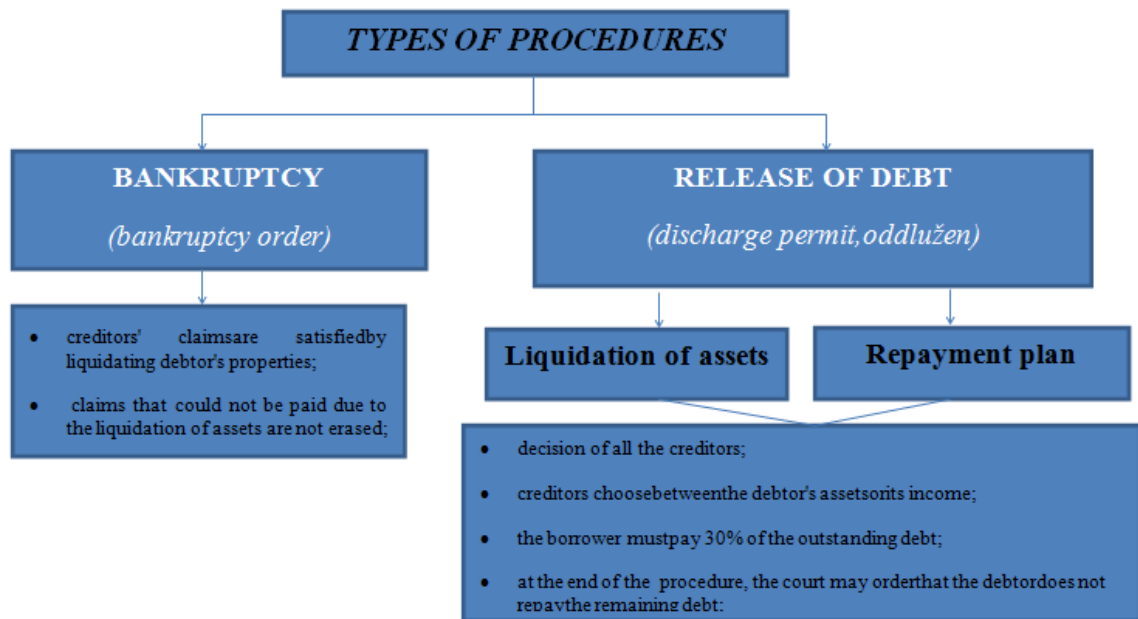 TYPES OF PROCEDURES
BANKRUPTCY
(bankruptcy order)
RELEASE OF DEBT
(discharge permit,oddlužen)
• creditors' claimsare satisfiedby
liquidating debtor's properties;
• claims that could not be paid due to
the liquidation of assets are not erased;
Liquidation of assets
Repayment plan
• decision of all the creditors;
• creditors choosebetweenthe debtor's assetsorits income;
• the borrower mustpay 30% of the outstanding debt;
• at the end of the procedure, the court may orderthat the debtordoes not
repaythe remaining debt;